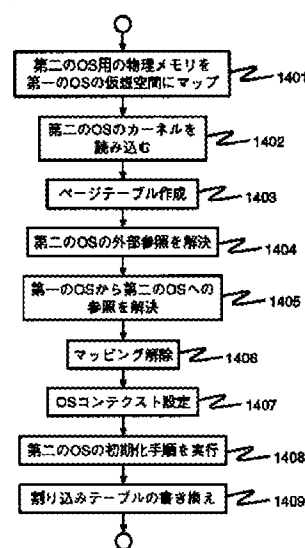 第二のOS用の物理メモリを
第一のOSの仮想空間にマップ
1401
第二のOSのカーネルを
読み込む
1402
ページテーブル作成
1403
第二のOSの外部参照を解決
1404
第一のOSから第二のOSへの
参照を解決
1405
マッピング解除
1406
OSコンテクスト設定
1407
第二のOSの初期化手順を実行
1408
割り込みテーブルの書き換え
1409